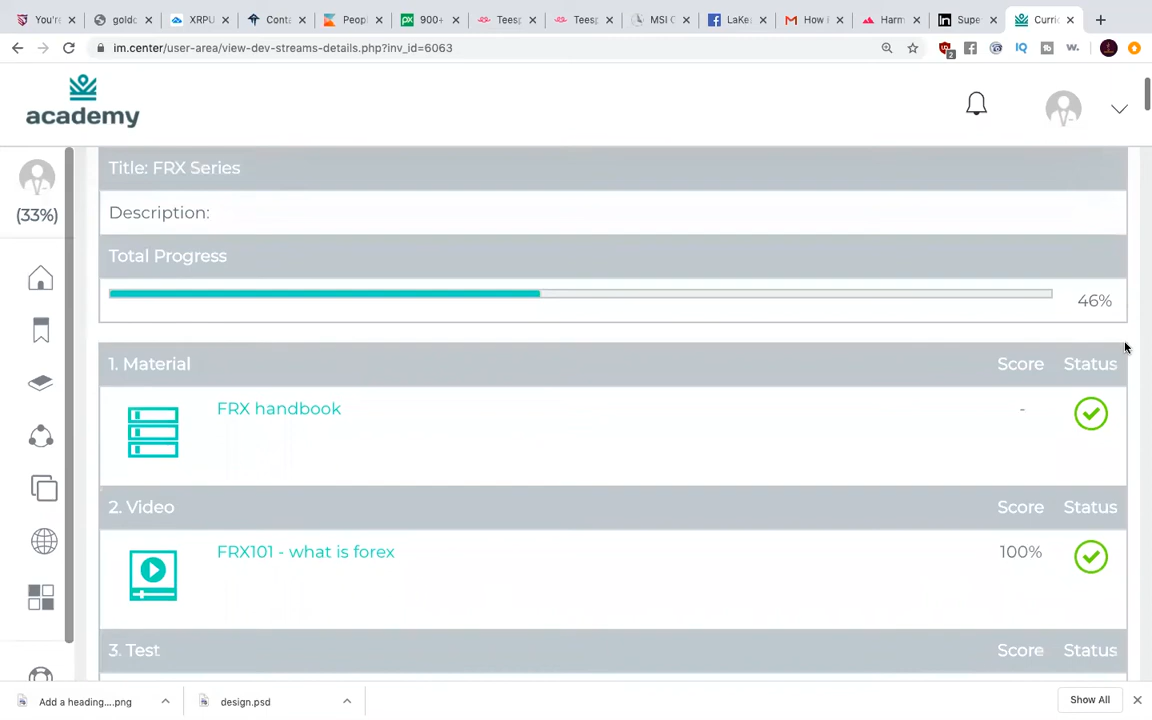 You're
goldc
XRPU
Conta
Peopl
900+
Teesp
Teesp
MSI G
LaKes
How i
Harm
Supe
Curric
im.center/user-area/view-dev-streams-details.php?inv_id=6063
2
IQ
w.
academy
(33%)
Title: FRX Series
Description:
Total Progress
46%
1. Material Score Status
FRX handbook -
2. Video Score Status
FRX101 - what is forex 100%
3. Test Score Status
Add a heading....png
design.psd
Show All